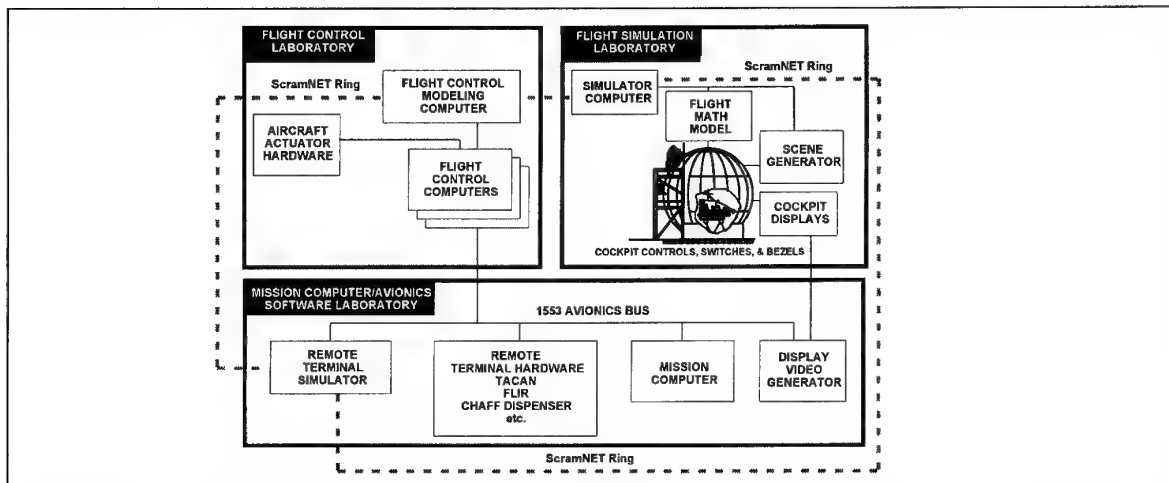 FLIGHT CONTROL
LABORATORY
ScramNET Ring
FLIGHT CONTROL
MODELING
COMPUTER
AIRCRAFT
ACTUATOR
HARDWARE
FLIGHT
CONTROL
COMPUTERS
FLIGHT SIMULATION
LABORATORY
ScramNET Ring
SIMULATOR
COMPUTER
FLIGHT
MATH
MODEL
SCENE
GENERATOR
COCKPIT
DISPLAYS
COCKPIT CONTROLS, SWITCHES, & BEZELS
MISSION COMPUTER/AVIONICS
SOFTWARE LABORATORY
1553 AVIONICS BUS
REMOTE
TERMINAL
SIMULATOR
REMOTE
TERMINAL HARDWARE
TACAN
FLIR
CHAFF DISPENSER
etc.
MISSION
COMPUTER
DISPLAY
VIDEO
GENERATOR
ScramNET Ring